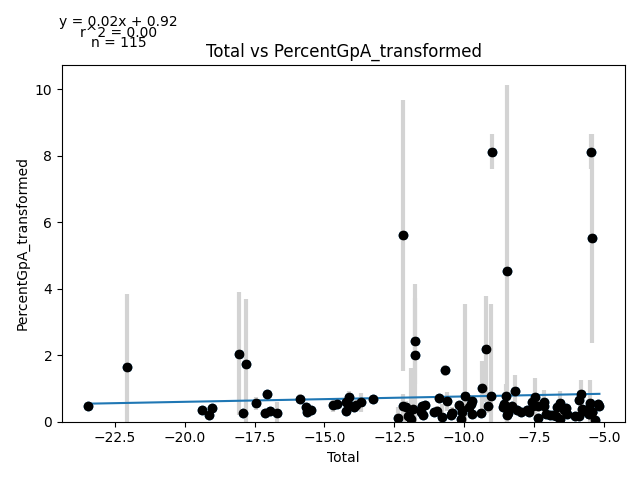 y = 0.02x + 0.92
r^2 = 0.00
n = 115
Total vs PercentGpA_transformed
PercentGpA_transformed
10
8
6
4
2
0
−22.5 −20.0 −17.5 −15.0 −12.5 −10.0 −7.5 −5.0
Total